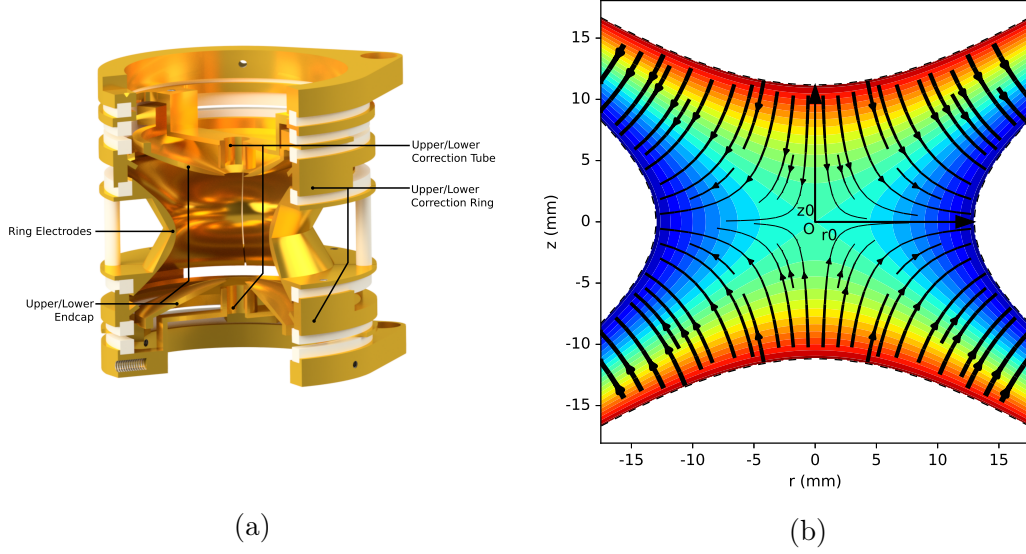 Upper/Lower
Correction Tube
Upper/Lower
Correction Ring
Ring Electrodes
Upper/Lower
Endcap
(a)
z (mm)
15
10
5
0
-5
-10
-15
z0
O
r0
-15
-10
-5
0
5
10
15
r (mm)
(b)